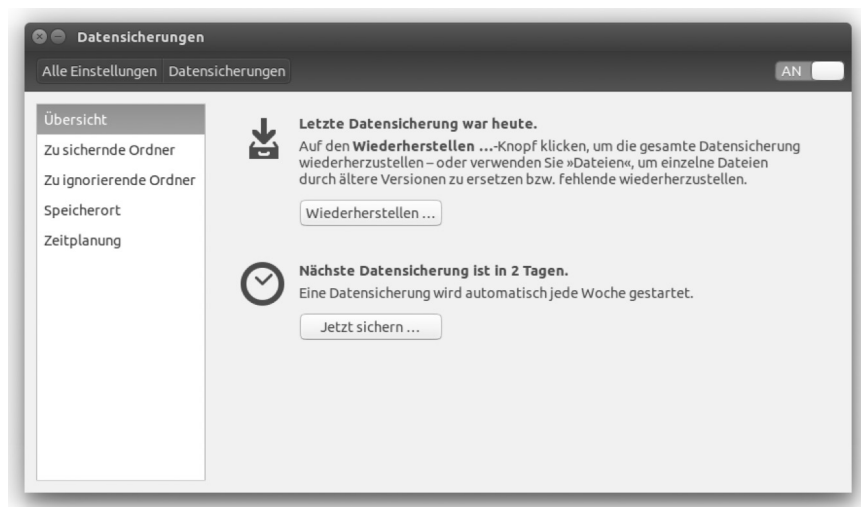 Datensicherungen
Alle Einstellungen Datensicherungen
AN
Übersicht
Zu sichernde Ordner
Zu ignorierende Ordner
Speicherort
Zeitplanung
Letzte Datensicherung war heute.
Auf den Wiederherstellen ...-Knopf klicken, um die gesamte Datensicherung
wiederherzustellen – oder verwenden Sie »Dateien«, um einzelne Dateien
durch ältere Versionen zu ersetzen bzw. fehlende wiederherzustellen.
Wiederherstellen ...
Nächste Datensicherung ist in 2 Tagen.
Eine Datensicherung wird automatisch jede Woche gestartet.
Jetzt sichern ...